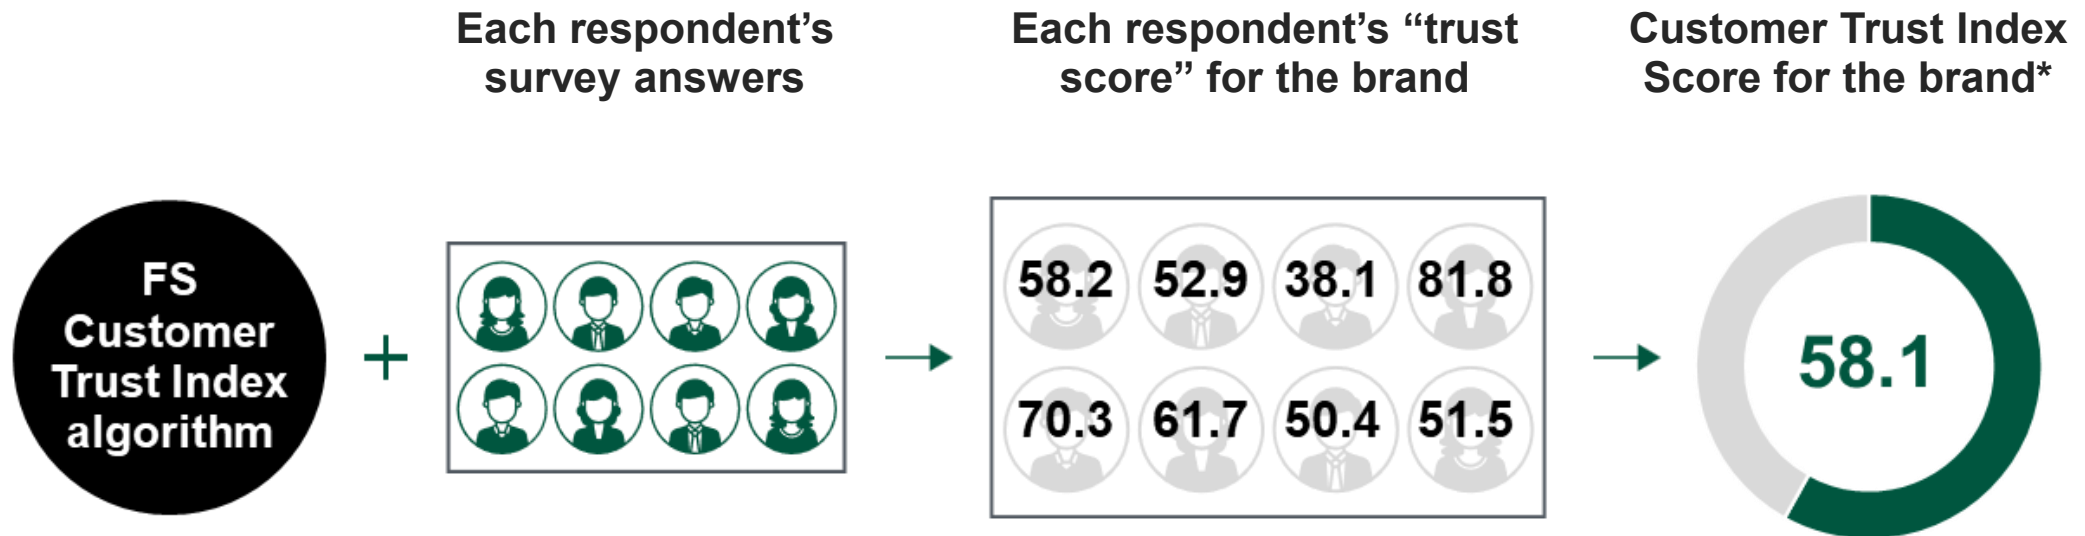 Each respondent’s
survey answers
Each respondent’s “trust
score” for the brand
Customer Trust Index
Score for the brand*
FS
Customer
Trust Index
algorithm
+
58.2 52.9 38.1 81.8
70.3 61.7 50.4 51.5
58.1